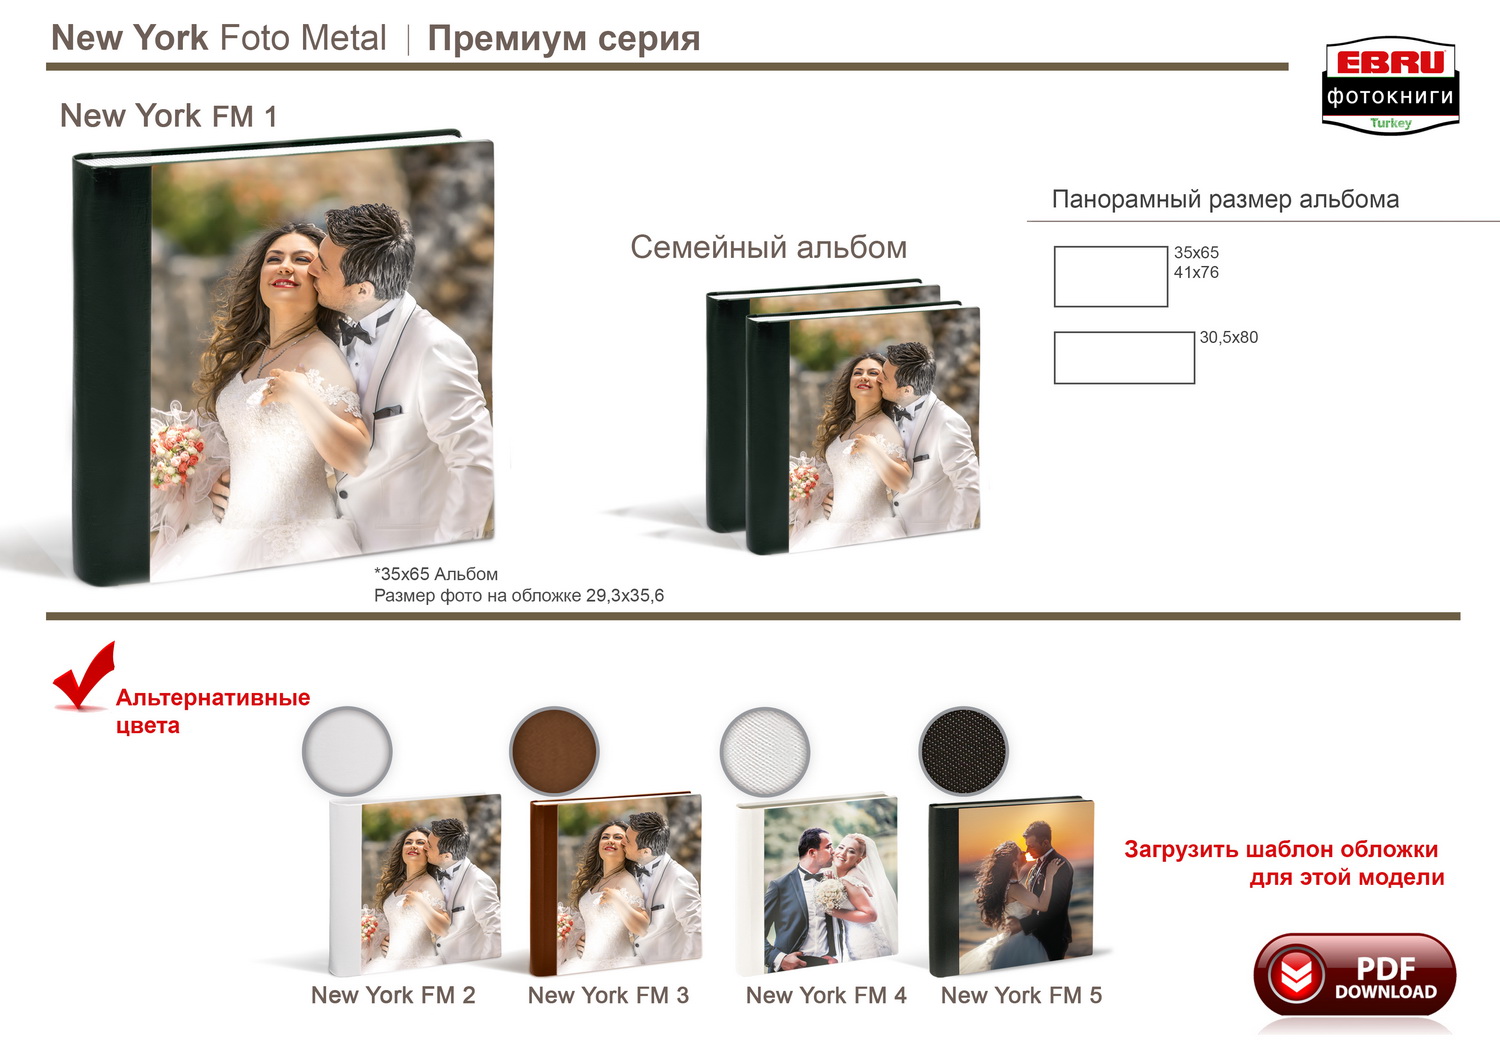 New York Foto Metal | Премиум серия
EBRU
фотокниги
Turkey
New York FM 1
Панорамный размер альбома
35x65
41x76
30,5x80
Семейный альбом
*35x65 Альбом
Размер фото на обложке 29,3x35,6
Альтернативные
цвета
Загрузить шаблон обложки
для этой модели
PDF
DOWNLOAD
New York FM 2
New York FM 3
New York FM 4
New York FM 5